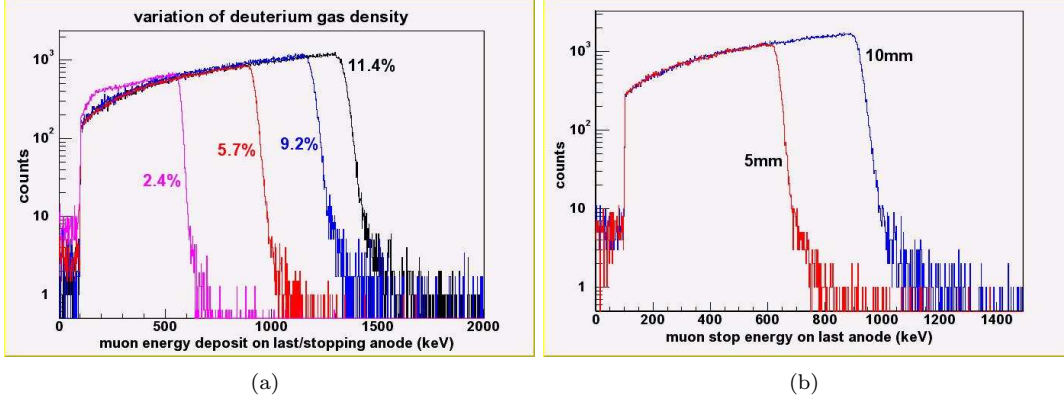 variation of deuterium gas density
counts
10³
10²
10
1
11.4%
9.2%
5.7%
2.4%
0 500 1000 1500 2000
muon energy deposit on last/stopping anode (keV)
(a)
counts
10³
10²
10
1
10mm
5mm
0 200 400 600 800 1000 1200 1400
muon stop energy on last anode (keV)
(b)